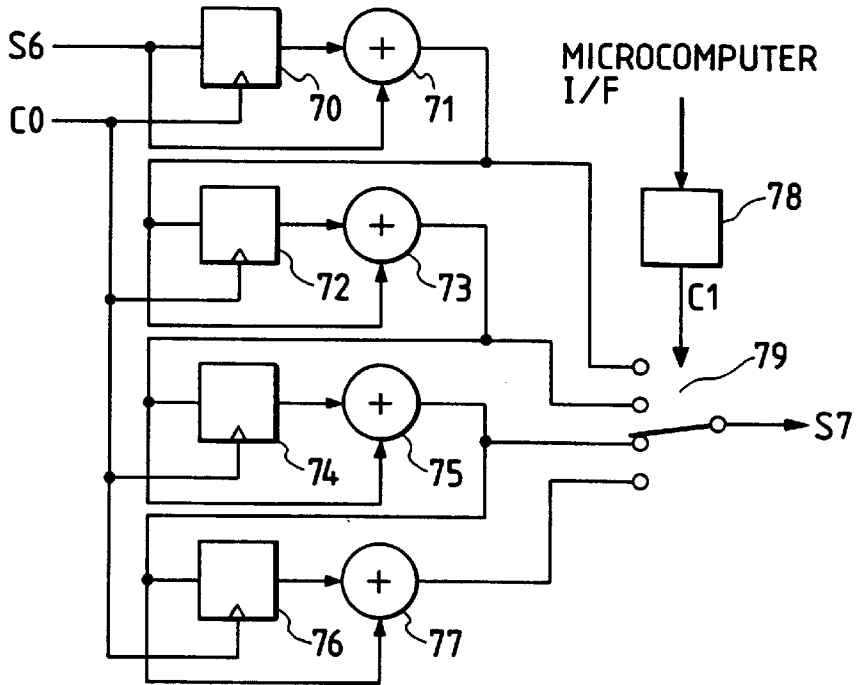 S6
C0
70
+
71
MICROCOMPUTER
I/F
72
+
73
78
C1
74
+
75
79
S7
76
+
77